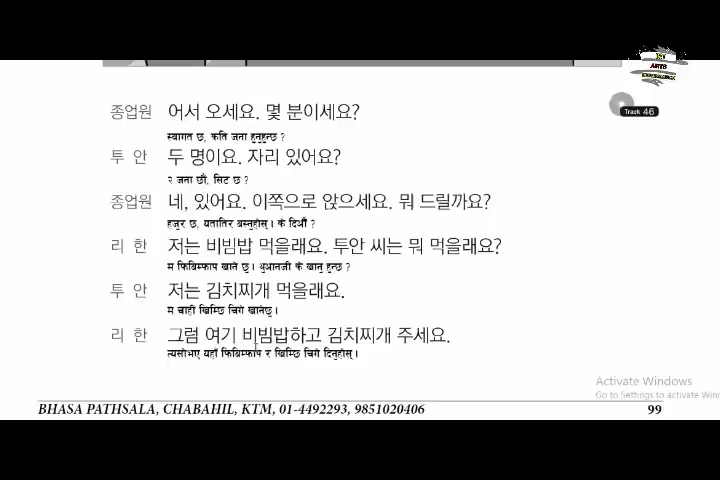 종업원 어서 오세요. 몇 분이세요?
स्वागत छ, कति जना हुनुहुन्छ ?
투 안 두 명이요. 자리 있어요?
२ जना छौं, सिट छ ?
종업원 네, 있어요. 이쪽으로 앉으세요. 뭐 드릴까요?
हजुर छ, यतातिर बस्नुहोस् । के दिऔं ?
리 한 저는 비빔밥 먹을래요. 투안 씨는 뭐 먹을래요?
म फिबिम्फाप खाने छु । थुआनजी के खानु हुन्छ ?
투 안 저는 김치찌개 먹을래요.
म चाही खिम्छि चिगे खानेछु ।
리 한 그럼 여기 비빔밥하고 김치찌개 주세요.
त्यसोभए यहाँ फिबिम्फाप र खिम्छि चिगे दिनुहोस् ।
Track 46
Activate Windows
Go to Settings to activate Win
BHASA PATHSALA, CHABAHIL, KTM, 01-4492293, 9851020406 99